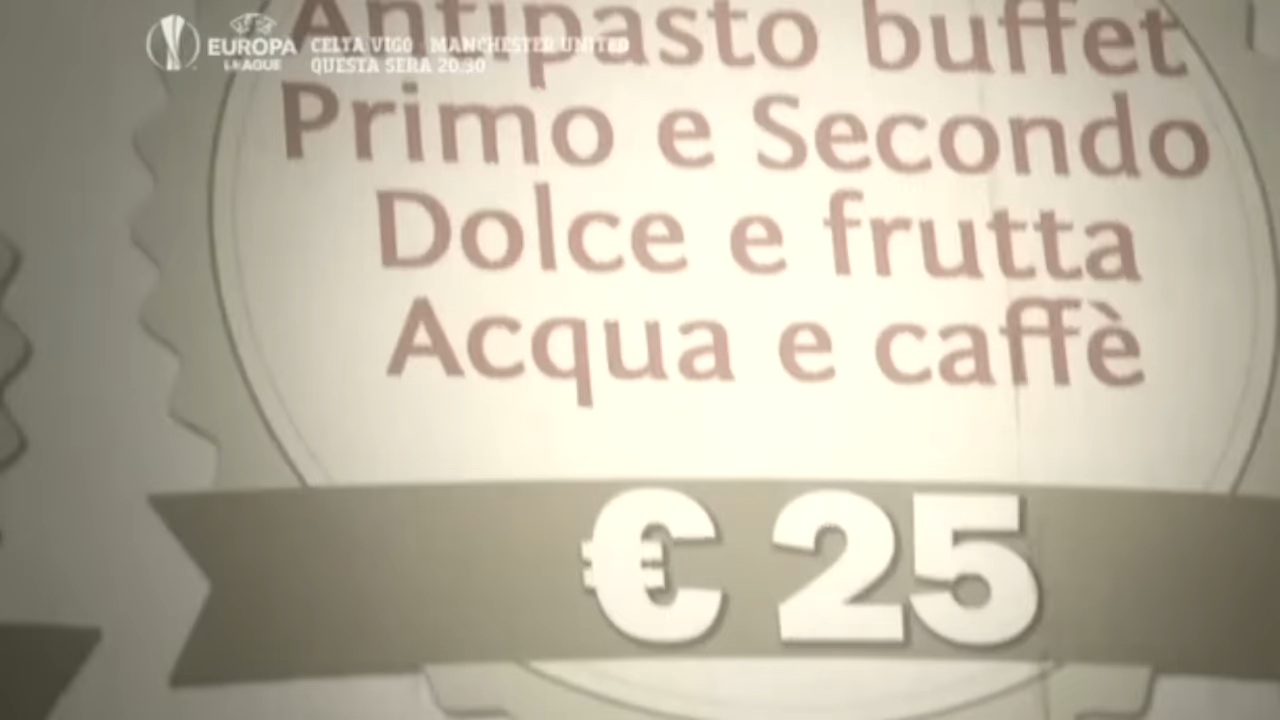 Antipasto buffet
EUROPA LEAGUE
CELTA VIGO MANCHESTER UNITED
QUESTA SERA 20:30
Primo e Secondo
Dolce e frutta
Acqua e caffè
€ 25